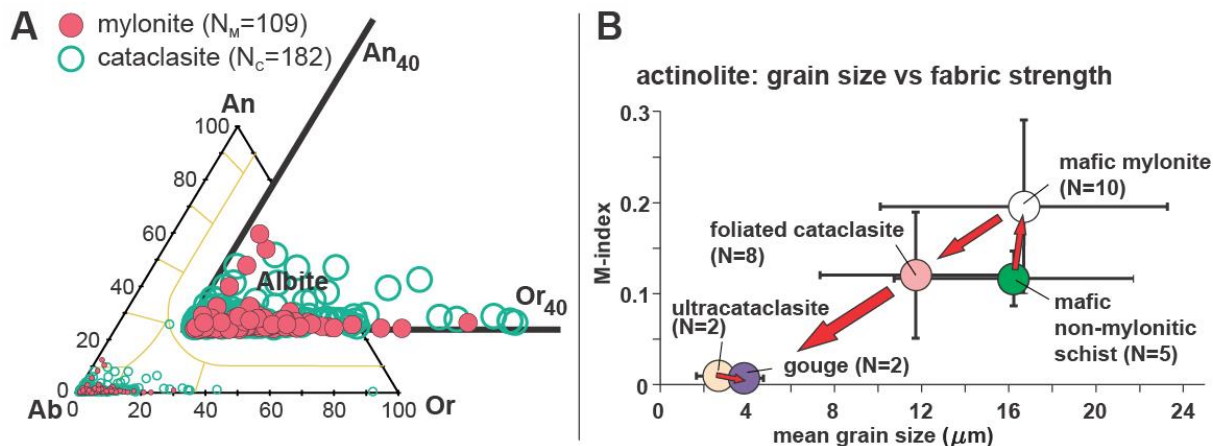 A
mylonite (N_M=109)
cataclasite (N_C=182)
An
An_40
100
80
60
40
20
0
Albite
Or_40
Ab
0
20
40
60
80
100
Or
B
actinolite: grain size vs fabric strength
0.3
0.2
0.1
0
M-index
mafic mylonite
(N=10)
foliated cataclasite
(N=8)
ultracataclasite
(N=2)
gouge (N=2)
mafic
non-mylonitic
schist (N=5)
0
4
8
12
16
20
24
mean grain size (μm)